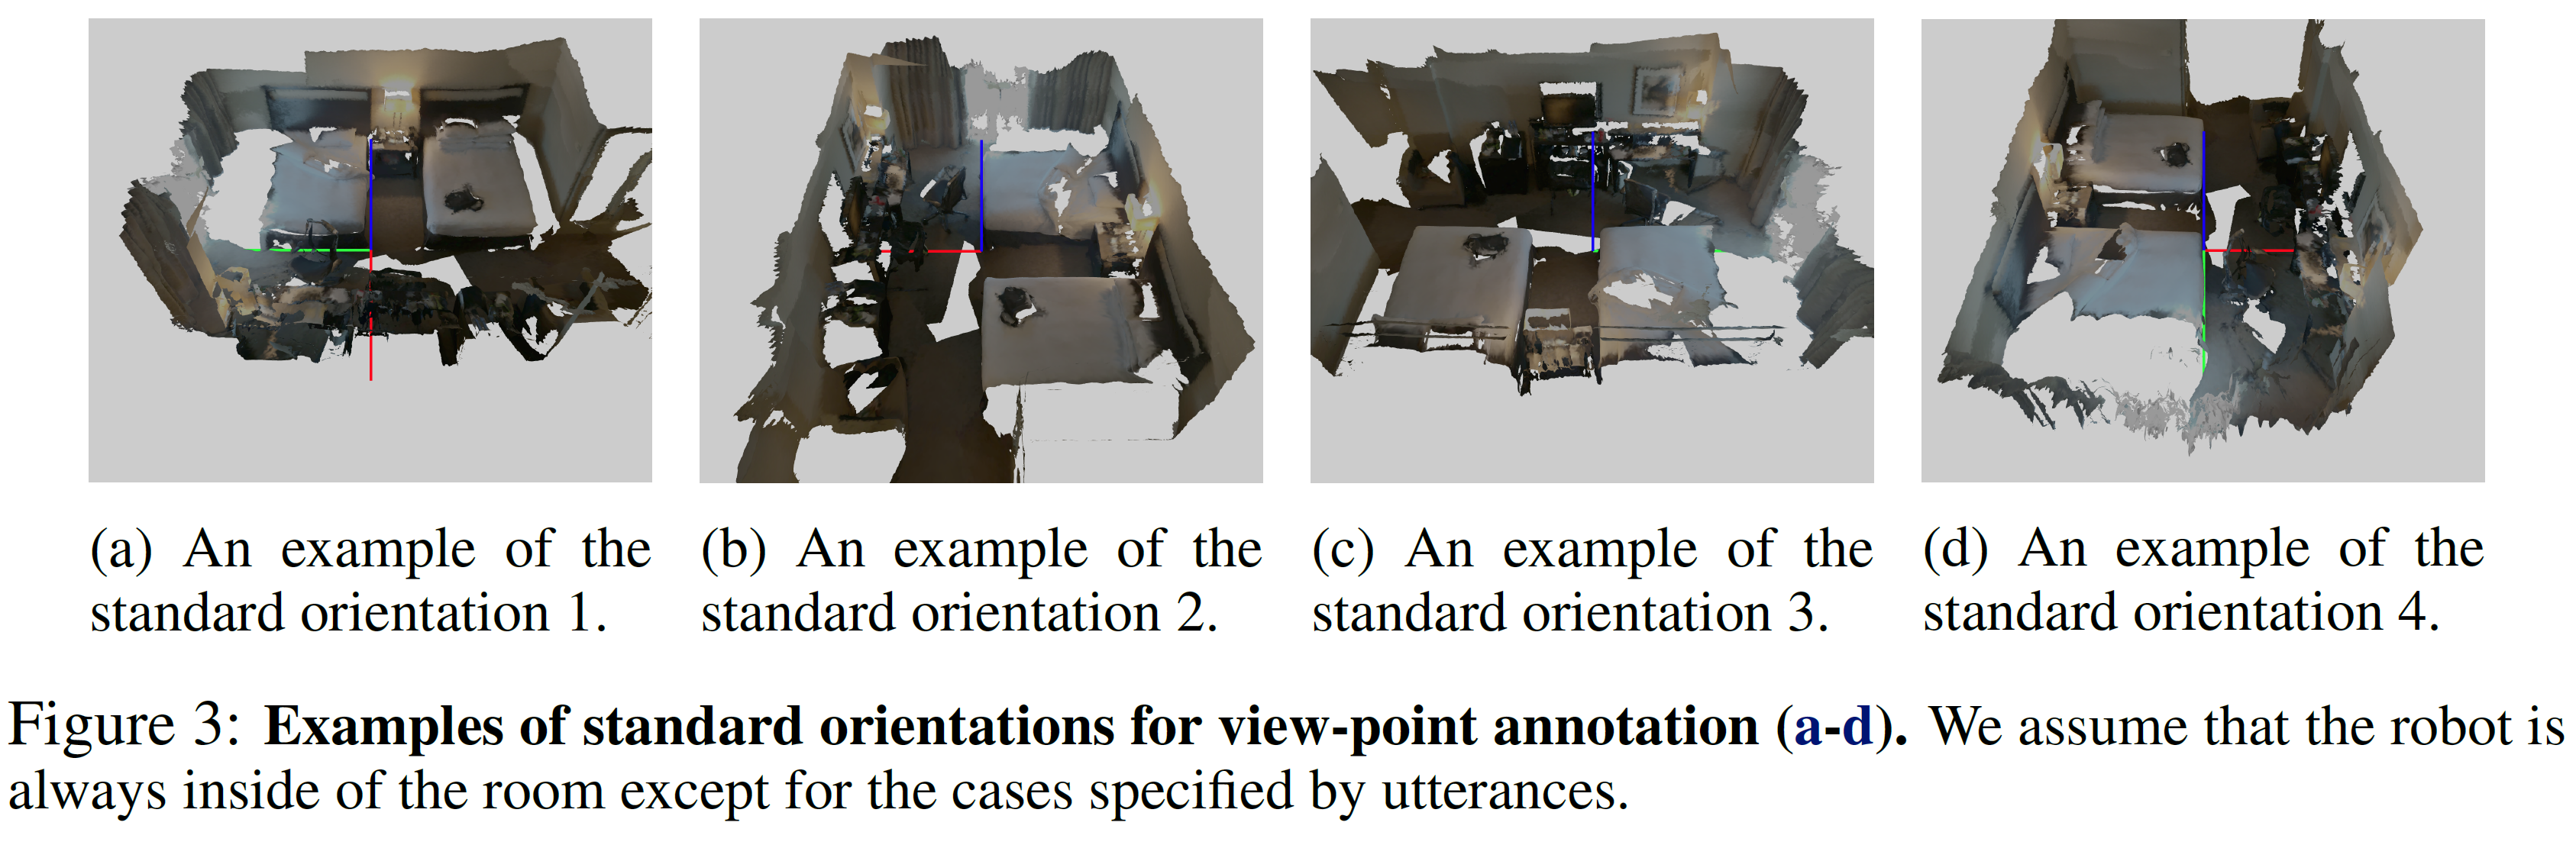 (a) An example of the
standard orientation 1.
(b) An example of the
standard orientation 2.
(c) An example of the
standard orientation 3.
(d) An example of the
standard orientation 4.
Figure 3: Examples of standard orientations for view-point annotation (a-d). We assume that the robot is
always inside of the room except for the cases specified by utterances.